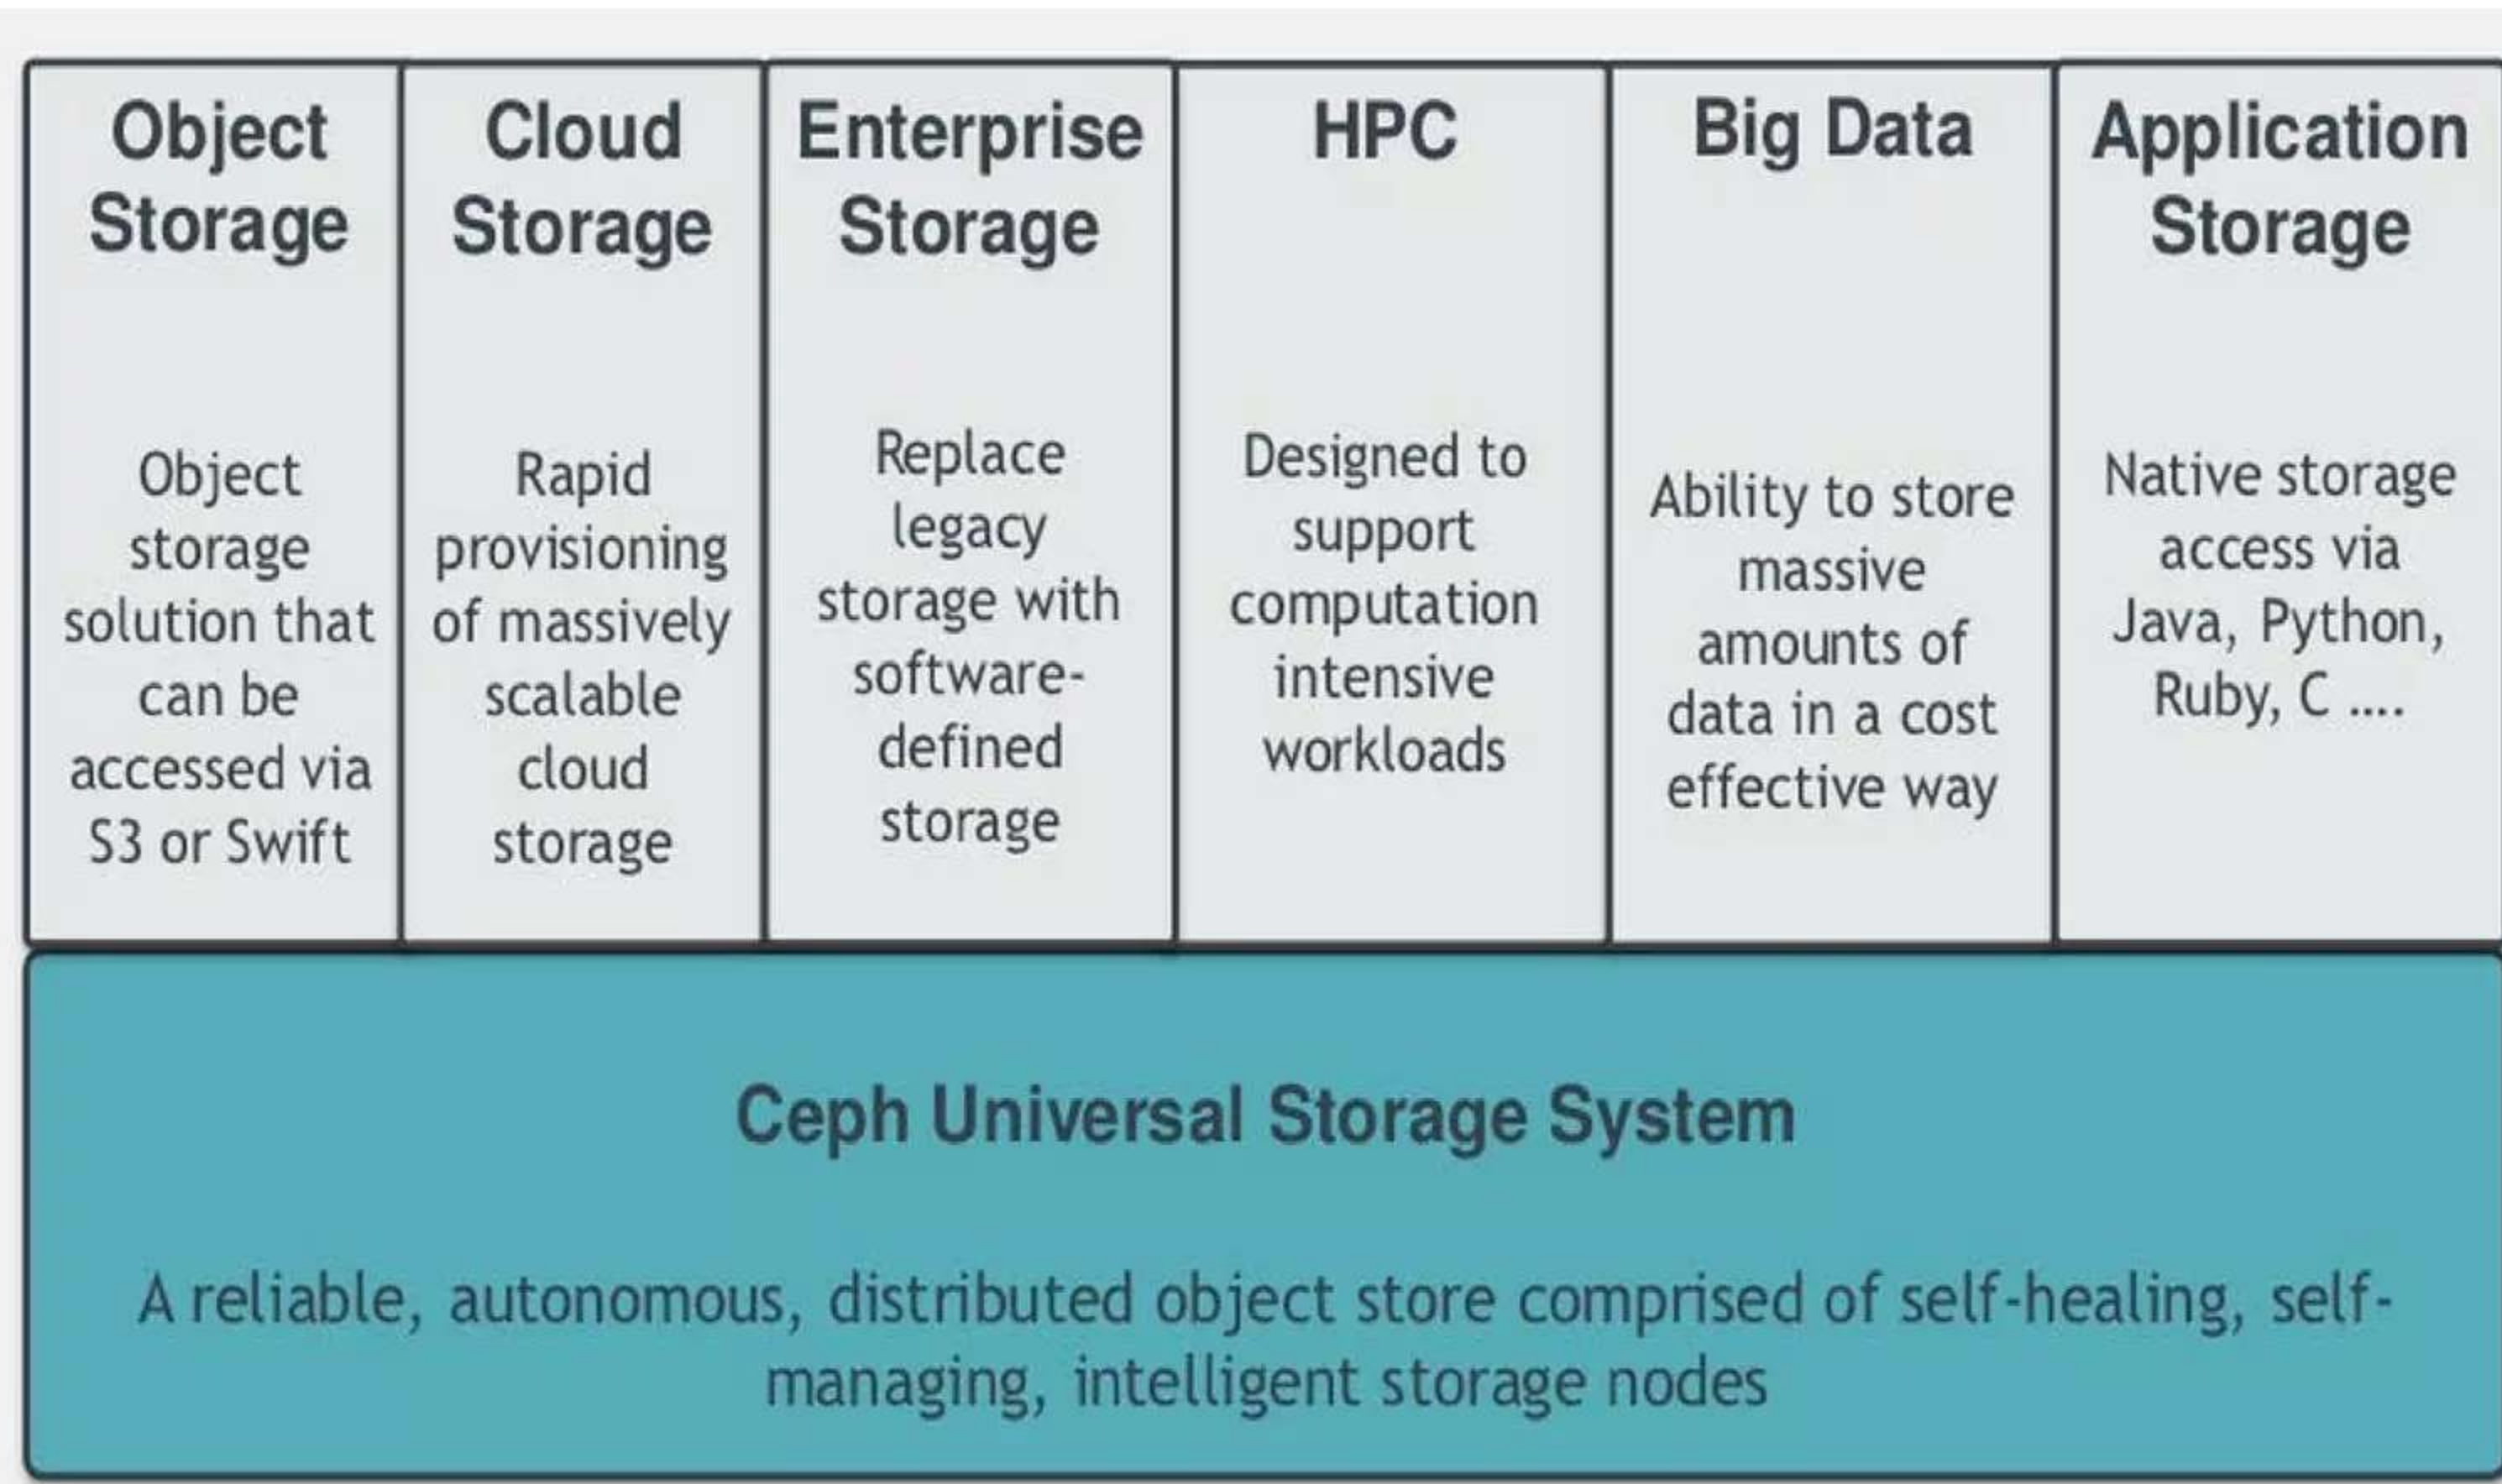 Object
Storage
Object
storage
solution that
can be
accessed via
S3 or Swift
Cloud
Storage
Rapid
provisioning
of massively
scalable
cloud
storage
Enterprise
Storage
Replace
legacy
storage with
software-
defined
storage
HPC
Designed to
support
computation
intensive
workloads
Big Data
Ability to store
massive
amounts of
data in a cost
effective way
Application
Storage
Native storage
access via
Java, Python,
Ruby, C ....
Ceph Universal Storage System
A reliable, autonomous, distributed object store comprised of self-healing, self-
managing, intelligent storage nodes